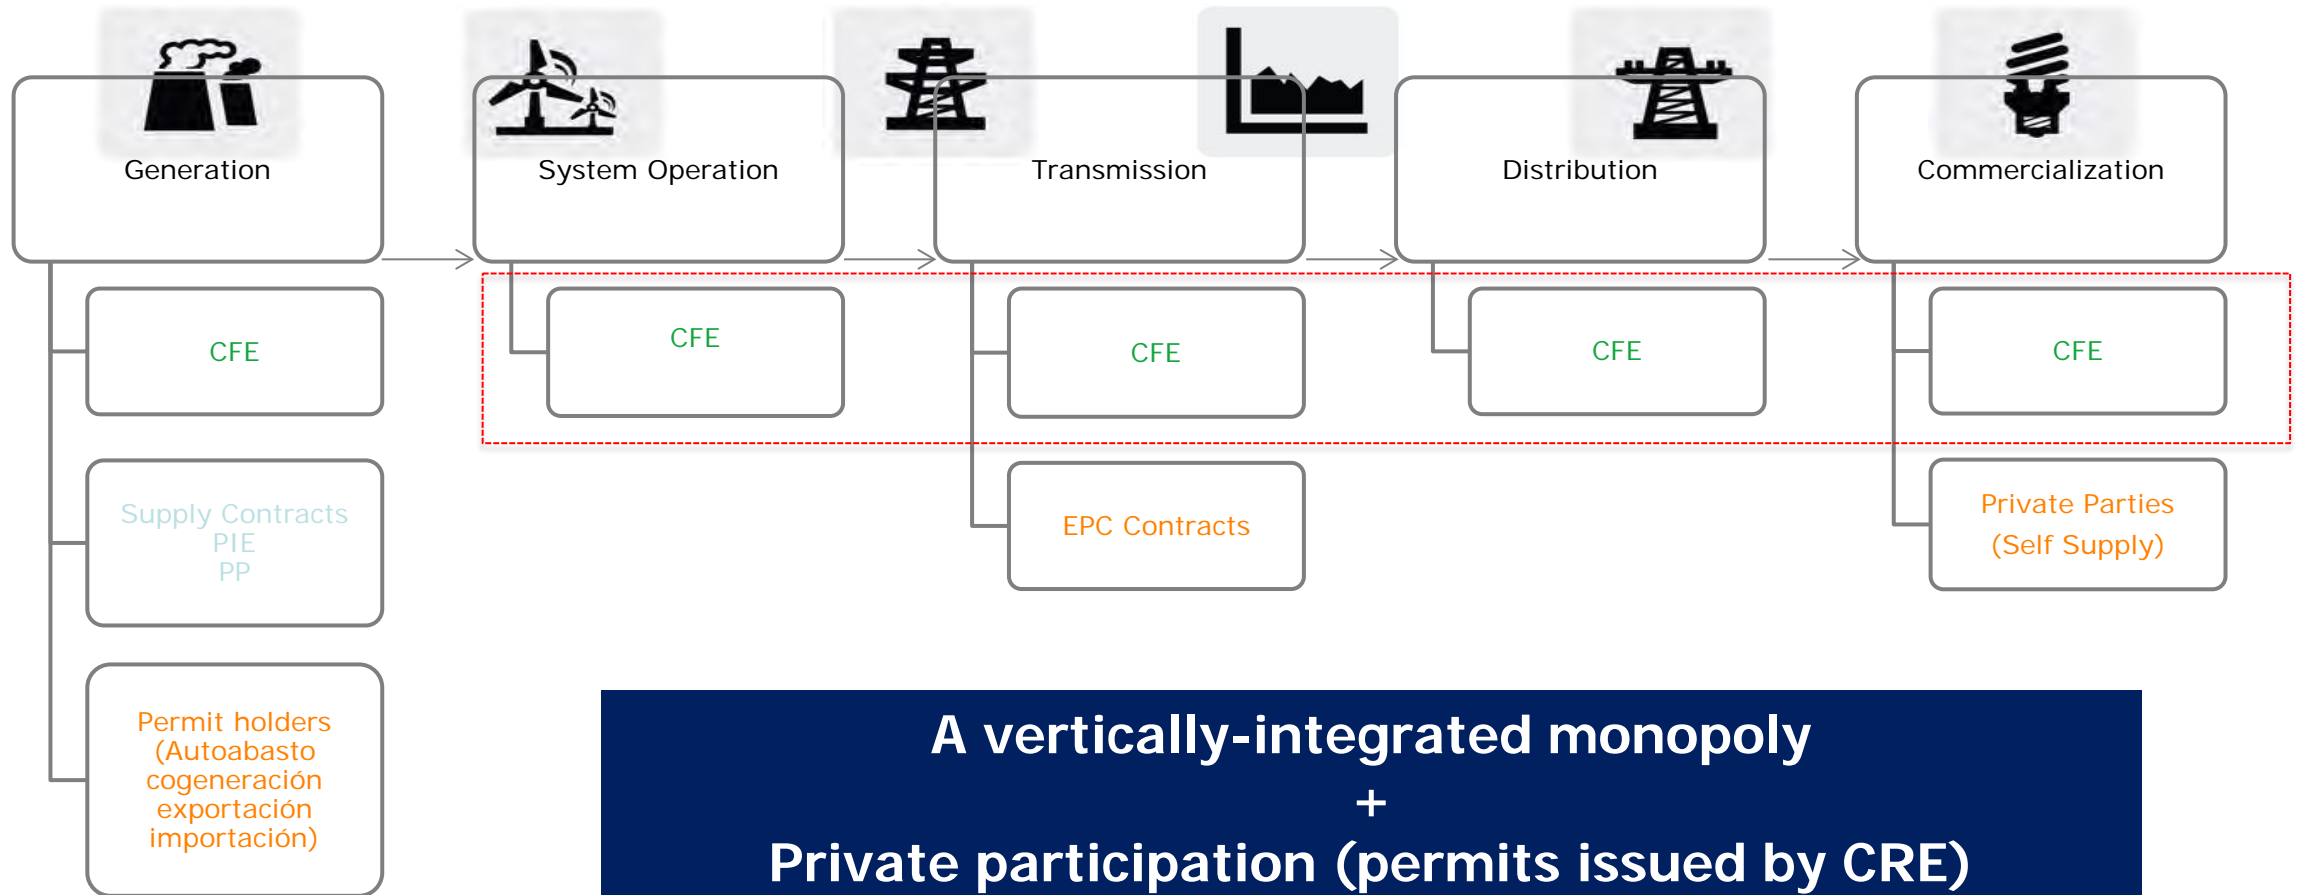 Generation
System Operation
Transmission
Distribution
Commercialization
CFE
CFE
CFE
CFE
CFE
Supply Contracts
PIE
PP
EPC Contracts
Private Parties
(Self Supply)
Permit holders
(Autoabasto
cogeneración
exportación
importación)
A vertically-integrated monopoly
+
Private participation (permits issued by CRE)